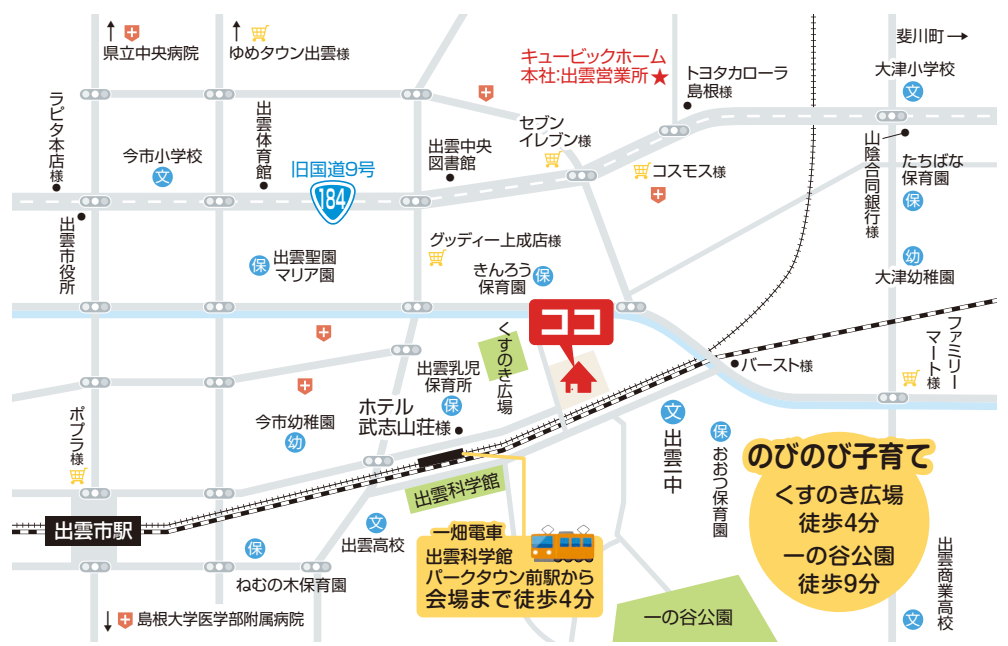 県立中央病院
ゆめタウン出雲様
キュービックホーム
本社:出雲営業所★
トヨタカローラ
島根様
斐川町→
大津小学校
文
ラピタ本店様
今市小学校
文
出雲体育館
旧国道9号
184
出雲中央
図書館
セブン
イレブン様
コスモス様
山陰合同銀行様
たちばな
保育園
保
出雲市役所
保
出雲聖園
マリア園
グッディー上成店様
きんろう
保育園
保
幼
大津幼稚園
ココ
くすのき広場
出雲乳児
保育所
保
バースト様
ファミリー
マート様
ポプラ様
今市幼稚園
幼
ホテル
武志山荘様
文
出雲一中
保
おおつ保育園
のびのび子育て
くすのき広場
徒歩4分
一の谷公園
徒歩9分
出雲科学館
出雲市駅
文
出雲高校
保
ねむの木保育園
一畑電車
出雲科学館
パークタウン前駅から
会場まで徒歩4分
島根大学医学部附属病院
一の谷公園
出雲商業高校
文